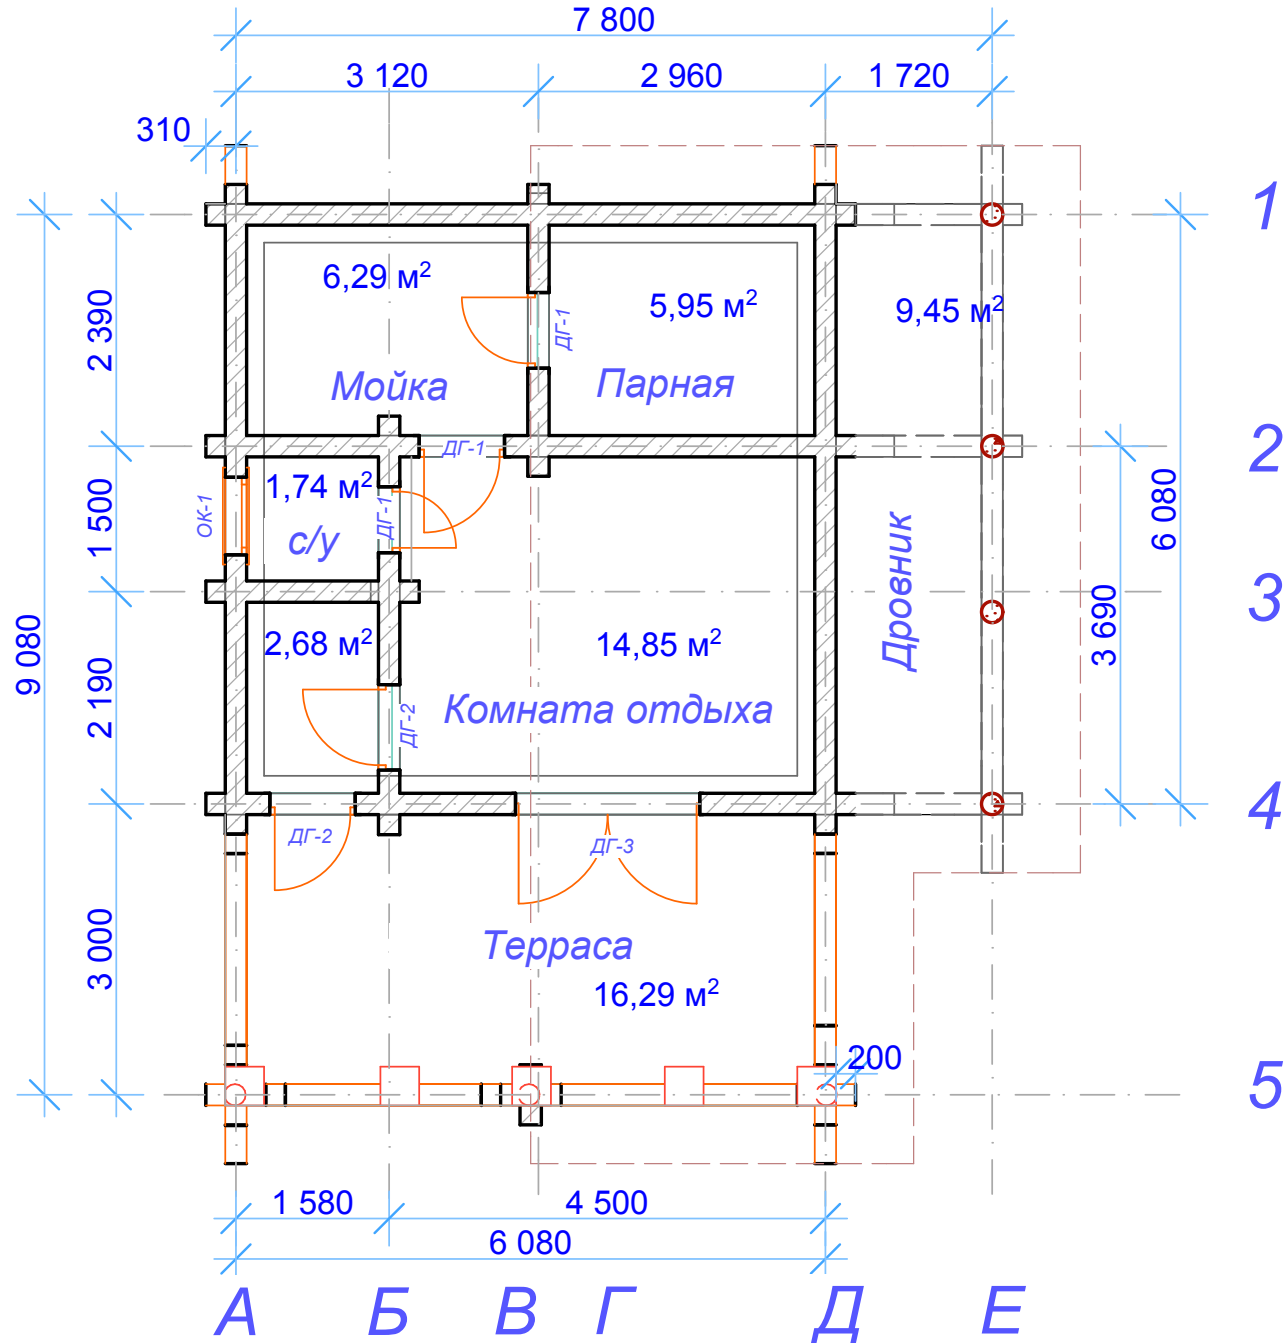 7 800
3 120
2 960
1 720
310
1
6,29 м²
5,95 м²
9,45 м²
ДГ-1
2 390
Мойка
Парная
ДГ-1
2
1,74 м²
ОК-1
ДГ-1
1 500
с/у
6 080
Дровник
3
9 080
2,68 м²
14,85 м²
3 690
2 190
Комната отдыха
ДГ-2
4
ДГ-2
ДГ-3
3 000
Терраса
16,29 м²
200
5
1 580
4 500
6 080
А Б В Г Д Е